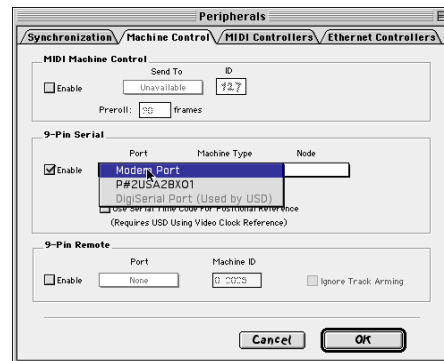 Peripherals
Synchronization Machine Control MIDI Controllers Ethernet Controllers
MIDI Machine Control
Send To ID
Enable Unavailable 127
Preroll: frames
9-Pin Serial
Port Machine Type Node
Enable Modem Port
P#2USA28X01
DigiSerial Port (Used by USD)
Use Serial Time Code For Positional Reference
(Requires USD Using Video Clock Reference)
9-Pin Remote
Port Machine ID
Enable None Ignore Track Arming
Cancel OK